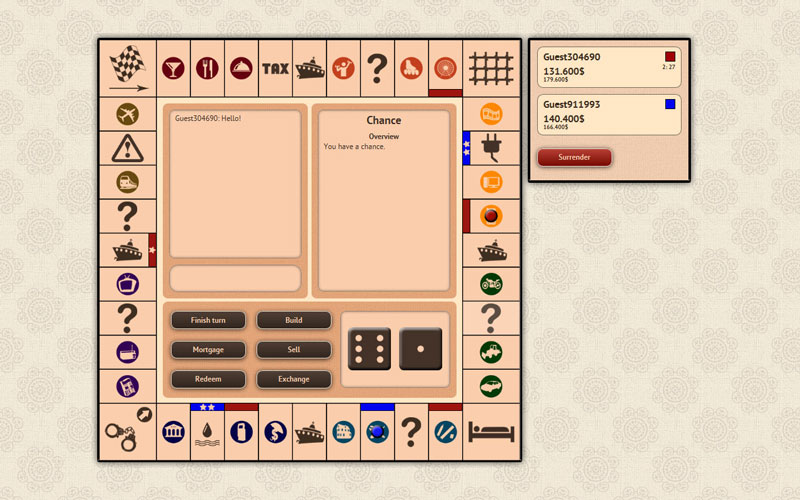 TAX
?
Guest304690
131.600$
179.600$
2: 27
Guest911993
140.400$
166.400$
Surrender
Guest304690: Hello!
Chance
Overview
You have a chance.
?
?
?
Finish turn
Build
Mortgage
Sell
Redeem
Exchange
?